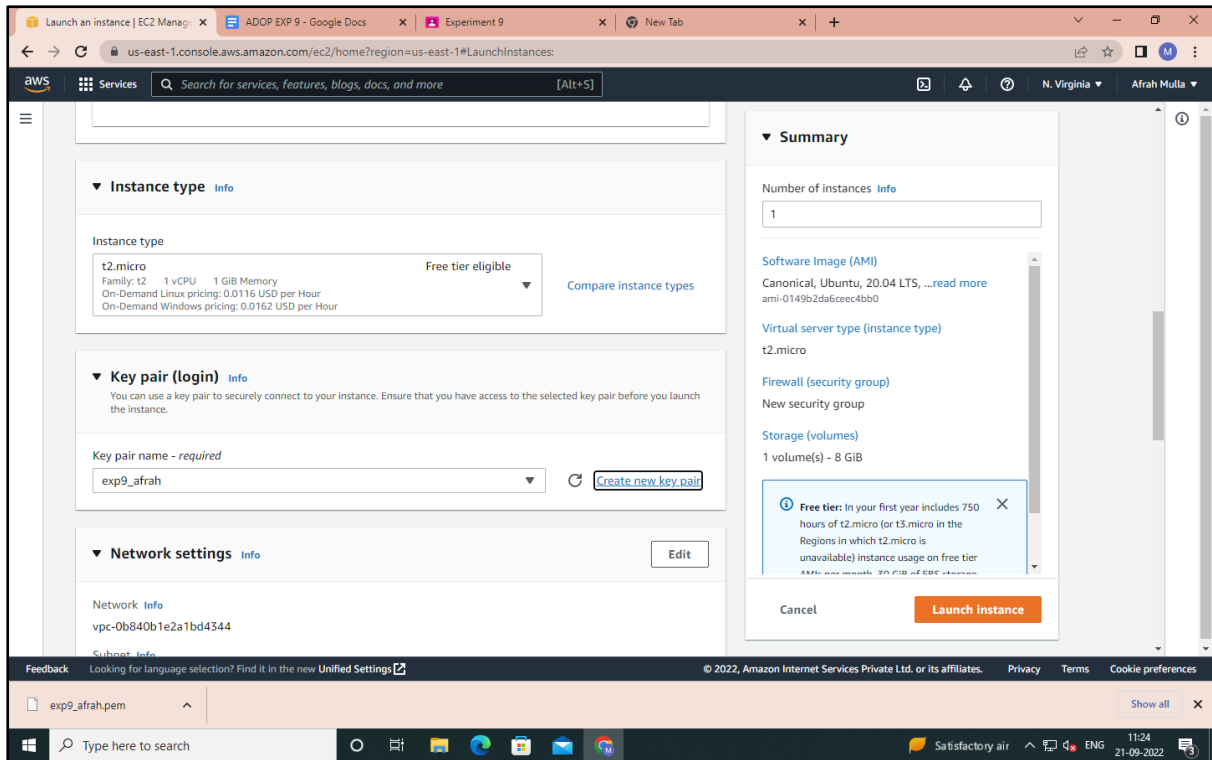 Launch an instance | EC2 Manage
ADOP EXP 9 - Google Docs
Experiment 9
New Tab
us-east-1.console.aws.amazon.com/ec2/home?region=us-east-1#LaunchInstances:
M
aws
Services
Search for services, features, blogs, docs, and more
[Alt+S]
N. Virginia
Afrah Mulla
Instance type Info
Instance type
t2.micro
Free tier eligible
Family: t2 1 vCPU 1 GiB Memory
On-Demand Linux pricing: 0.0116 USD per Hour
On-Demand Windows pricing: 0.0162 USD per Hour
Compare instance types
Key pair (login) Info
You can use a key pair to securely connect to your instance. Ensure that you have access to the selected key pair before you launch
the instance.
Key pair name - required
exp9_afrah
Create new key pair
Network settings Info
Edit
Network Info
vpc-0b840b1e2a1bd4344
Subnet Info
Summary
Number of instances Info
1
Software Image (AMI)
Canonical, Ubuntu, 20.04 LTS, ...read more
ami-0149b2da6ceec4bb0
Virtual server type (instance type)
t2.micro
Firewall (security group)
New security group
Storage (volumes)
1 volume(s) - 8 GiB
Free tier: In your first year includes 750
hours of t2.micro (or t3.micro in the
Regions in which t2.micro is
unavailable) instance usage on free tier
AMIs per month, 30 GiB of EBS storage
Cancel
Launch instance
Feedback
Looking for language selection? Find it in the new Unified Settings
© 2022, Amazon Internet Services Private Ltd. or its affiliates.
Privacy
Terms
Cookie preferences
exp9_afrah.pem
Show all
Type here to search
Satisfactory air
ENG
11:24
21-09-2022
3